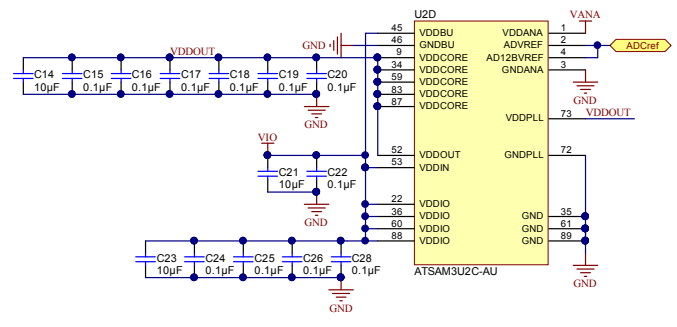 U2D
45 VDDBU VDDANA 1 VANA
GND 46 GNDBU ADVREF 2 ADCref
VDDOUT 9 VDDCORE AD12BVREF 4
34 VDDCORE GNDANA 3
C14 C15 C16 C17 C18 C19 C20 59 VDDCORE
10µF 0.1µF 0.1µF 0.1µF 0.1µF 0.1µF 0.1µF 83 VDDCORE GND
87 VDDCORE
GND VDDPLL 73 VDDOUT
VIO
52 VDDOUT GNDPLL 72
53 VDDIN
C21 C22
10µF 0.1µF
22 VDDIO
GND 36 VDDIO GND 35
60 VDDIO GND 61
88 VDDIO GND 89
C23 C24 C25 C26 C28
10µF 0.1µF 0.1µF 0.1µF 0.1µF
ATSAM3U2C-AU
GND
GND